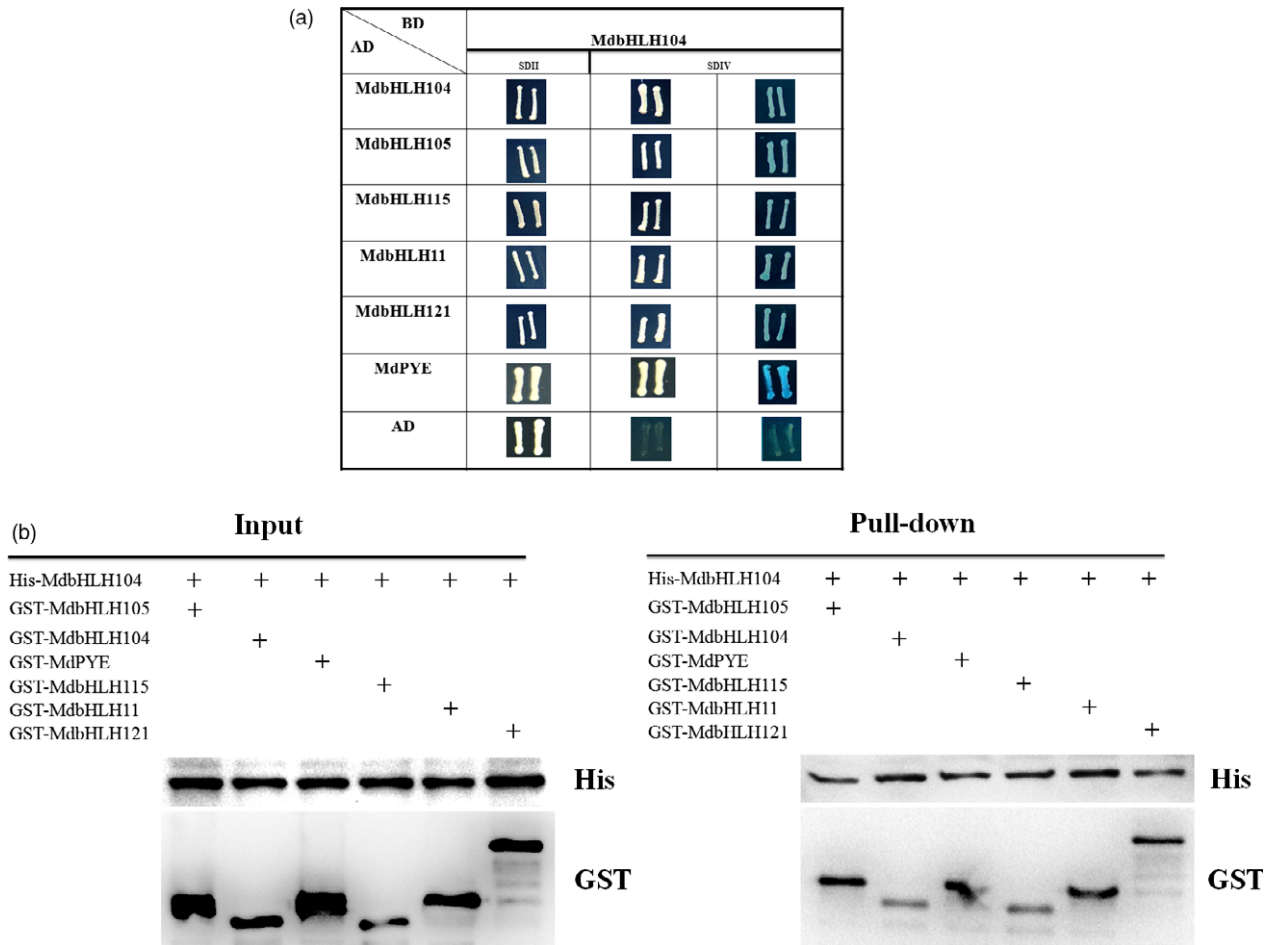 (a)
BD
AD
MdbHLH104
SDII SDIV
MdbHLH104
MdbHLH105
MdbHLH115
MdbHLH11
MdbHLH121
MdPYE
AD
(b)
Input
His-MdbHLH104 + + + + + +
GST-MdbHLH105 +
GST-MdbHLH104 +
GST-MdPYE +
GST-MdbHLH115 +
GST-MdbHLH11 +
GST-MdbHLH121 +
His
GST
Pull-down
His-MdbHLH104 + + + + + +
GST-MdbHLH105 +
GST-MdbHLH104 +
GST-MdPYE +
GST-MdbHLH115 +
GST-MdbHLH11 +
GST-MdbHLH121 +
His
GST